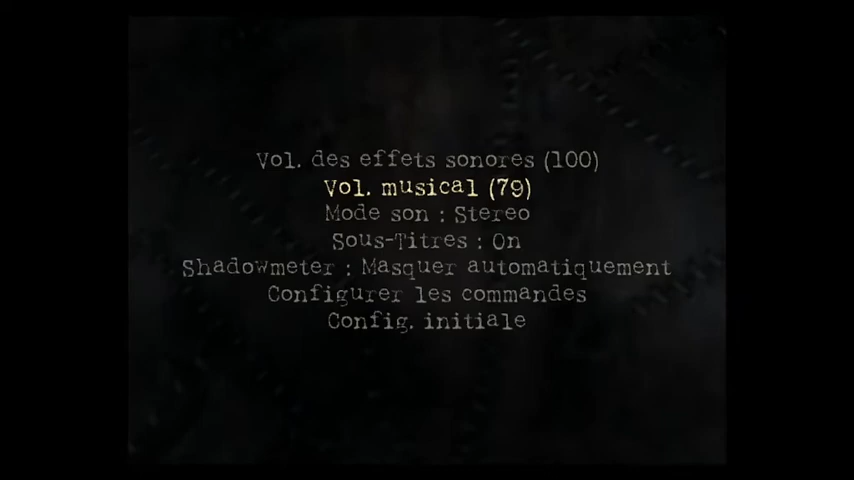 Vol. des effets sonores (100)
Vol. musical (79)
Mode son : Stereo
Sous-Titres : On
Shadowmeter : Masquer automatiquement
Configurer les commandes
Config. initiale